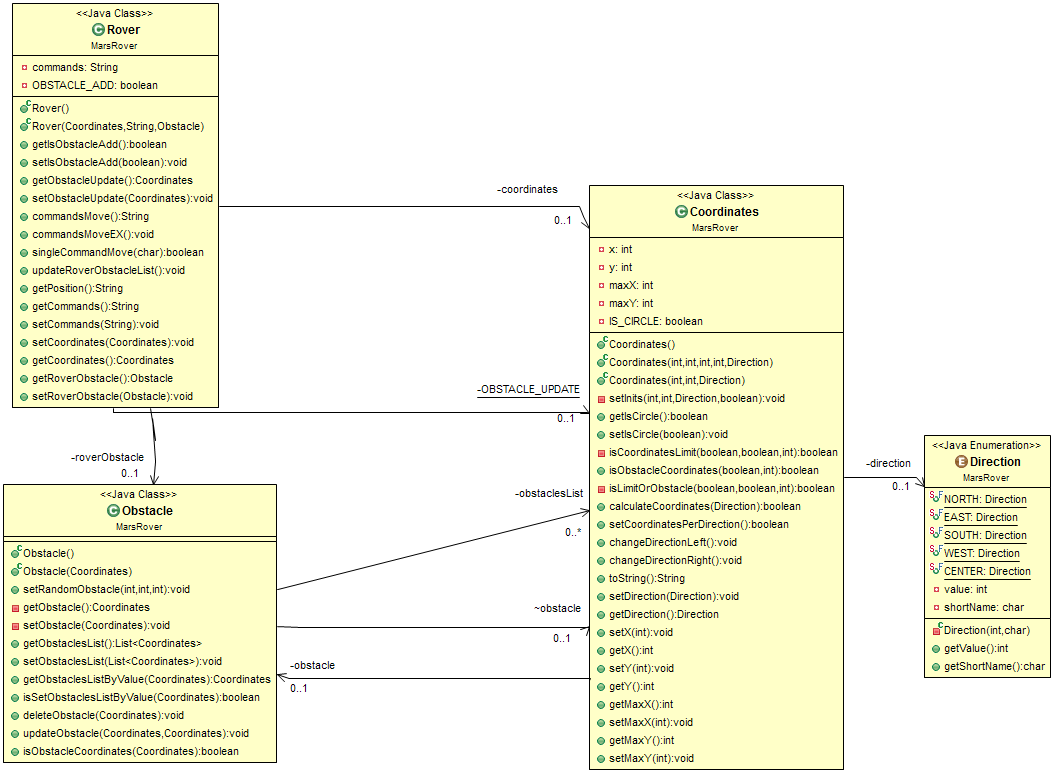 <<Java Class>>
Rover
MarsRover
commands: String
OBSTACLE_ADD: boolean
Rover()
Rover(Coordinates,String,Obstacle)
getIsObstacleAdd():boolean
setIsObstacleAdd(boolean):void
getObstacleUpdate():Coordinates
setObstacleUpdate(Coordinates):void
commandsMove():String
commandsMoveEX():void
singleCommandMove(char):boolean
updateRoverObstacleList():void
getPosition():String
getCommands():String
setCommands(String):void
setCoordinates(Coordinates):void
getCoordinates():Coordinates
getRoverObstacle():Obstacle
setRoverObstacle(Obstacle):void
-coordinates
0..1
-OBSTACLE_UPDATE
0..1
-roverObstacle
0..1
<<Java Class>>
Obstacle
MarsRover
Obstacle()
Obstacle(Coordinates)
setRandomObstacle(int,int,int):void
getObstacle():Coordinates
setObstacle(Coordinates):void
getObstaclesList():List<Coordinates>
setObstaclesList(List<Coordinates>):void
getObstaclesListByValue(Coordinates):Coordinates
isSetObstaclesListByValue(Coordinates):boolean
deleteObstacle(Coordinates):void
updateObstacle(Coordinates,Coordinates):void
isObstacleCoordinates(Coordinates):boolean
-obstaclesList
0..*
~obstacle
0..1
-obstacle
0..1
<<Java Class>>
Coordinates
MarsRover
x: int
y: int
maxX: int
maxY: int
IS_CIRCLE: boolean
Coordinates()
Coordinates(int,int,int,int,Direction)
Coordinates(int,int,Direction)
setInits(int,int,Direction,boolean):void
getIsCircle():boolean
setIsCircle(boolean):void
isCoordinatesLimit(boolean,boolean,int):boolean
isObstacleCoordinates(boolean,int):boolean
isLimitOrObstacle(boolean,boolean,int):boolean
calculateCoordinates(Direction):boolean
setCoordinatesPerDirection():boolean
changeDirectionLeft():void
changeDirectionRight():void
toString():String
setDirection(Direction):void
getDirection():Direction
setX(int):void
getX():int
setY(int):void
getY():int
getMaxX():int
setMaxX(int):void
getMaxY():int
setMaxY(int):void
-direction
0..1
<<Java Enumeration>>
Direction
MarsRover
NORTH: Direction
EAST: Direction
SOUTH: Direction
WEST: Direction
CENTER: Direction
value: int
shortName: char
Direction(int,char)
getValue():int
getShortName():char